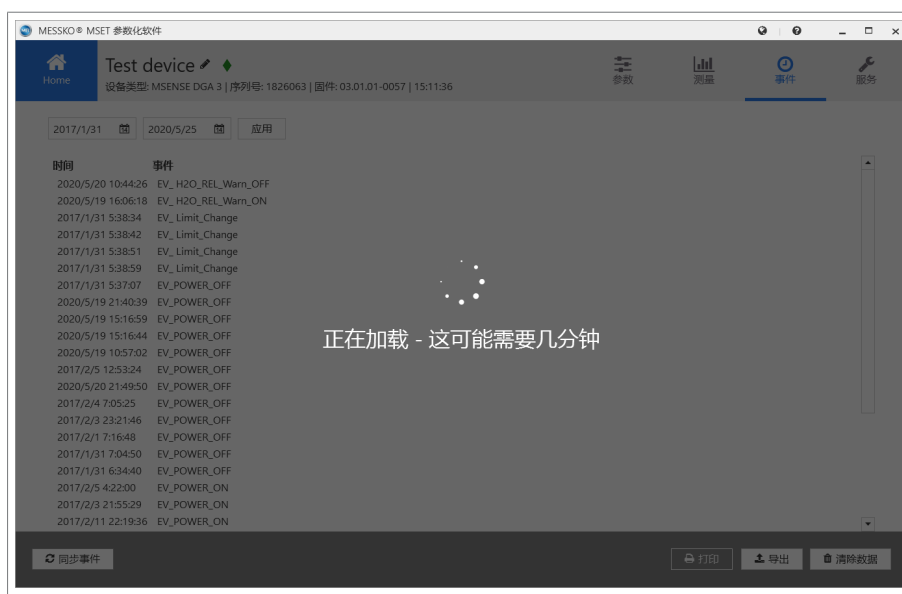 MESSKO® MSET 参数化软件
Home
Test device
设备类型: MSENSE DGA 3 | 序列号: 1826063 | 固件: 03.01.01-0057 | 15:11:36
参数
测量
事件
服务
2017/1/31 2020/5/25 应用
时间 事件
2020/5/20 10:44:26 EV_ H2O_REL_Warn_OFF
2020/5/19 16:06:18 EV_ H2O_REL_Warn_ON
2017/1/31 5:38:34 EV_ Limit_Change
2017/1/31 5:38:42 EV_ Limit_Change
2017/1/31 5:38:51 EV_ Limit_Change
2017/1/31 5:38:59 EV_ Limit_Change
2017/1/31 5:37:07 EV_POWER_OFF
2020/5/19 21:40:39 EV_POWER_OFF
2020/5/19 15:16:59 EV_POWER_OFF
2020/5/19 15:16:44 EV_POWER_OFF
2020/5/19 10:57:02 EV_POWER_OFF
2017/2/5 12:53:24 EV_POWER_OFF
2020/5/20 21:49:50 EV_POWER_OFF
2017/2/4 7:05:25 EV_POWER_OFF
2017/2/3 23:21:46 EV_POWER_OFF
2017/2/1 7:16:48 EV_POWER_OFF
2017/1/31 7:04:50 EV_POWER_OFF
2017/1/31 6:34:40 EV_POWER_OFF
2017/2/5 4:22:00 EV_POWER_ON
2017/2/3 21:55:29 EV_POWER_ON
2017/2/11 22:19:36 EV_POWER_ON
正在加载 - 这可能需要几分钟
同步事件 打印 导出 清除数据